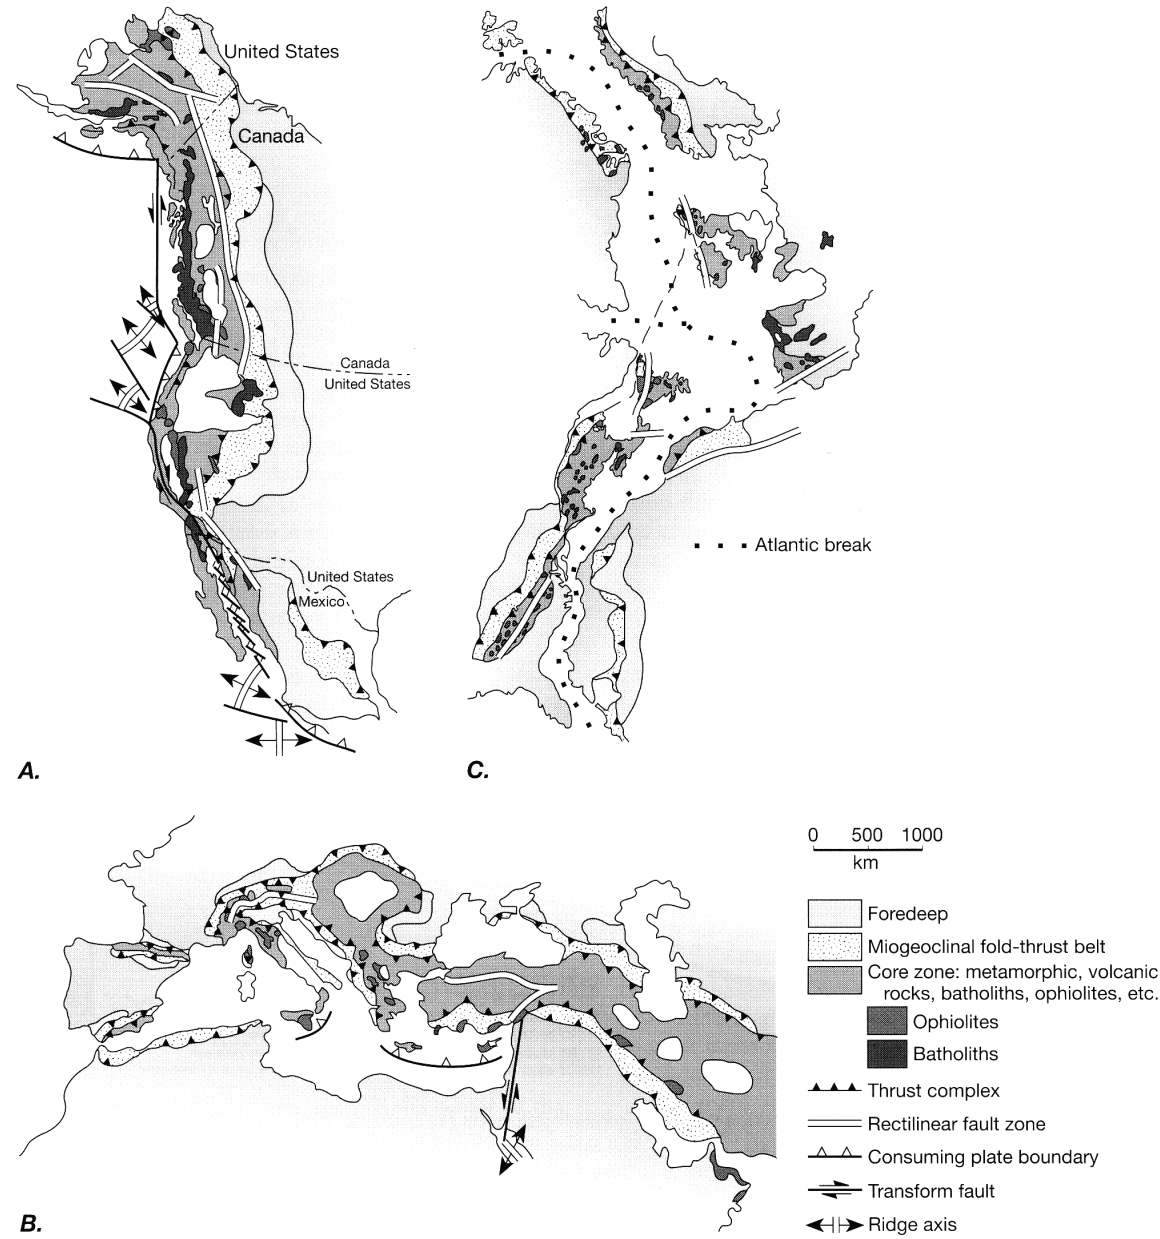 United States
Canada
Canada
United States
United States
Mexico
A.
Atlantic break
C.
B.
0 500 1000
km
Foredeep
Miogeoclinal fold-thrust belt
Core zone: metamorphic, volcanic
rocks, batholiths, ophiolites, etc.
Ophiolites
Batholiths
Thrust complex
Rectilinear fault zone
Consuming plate boundary
Transform fault
Ridge axis